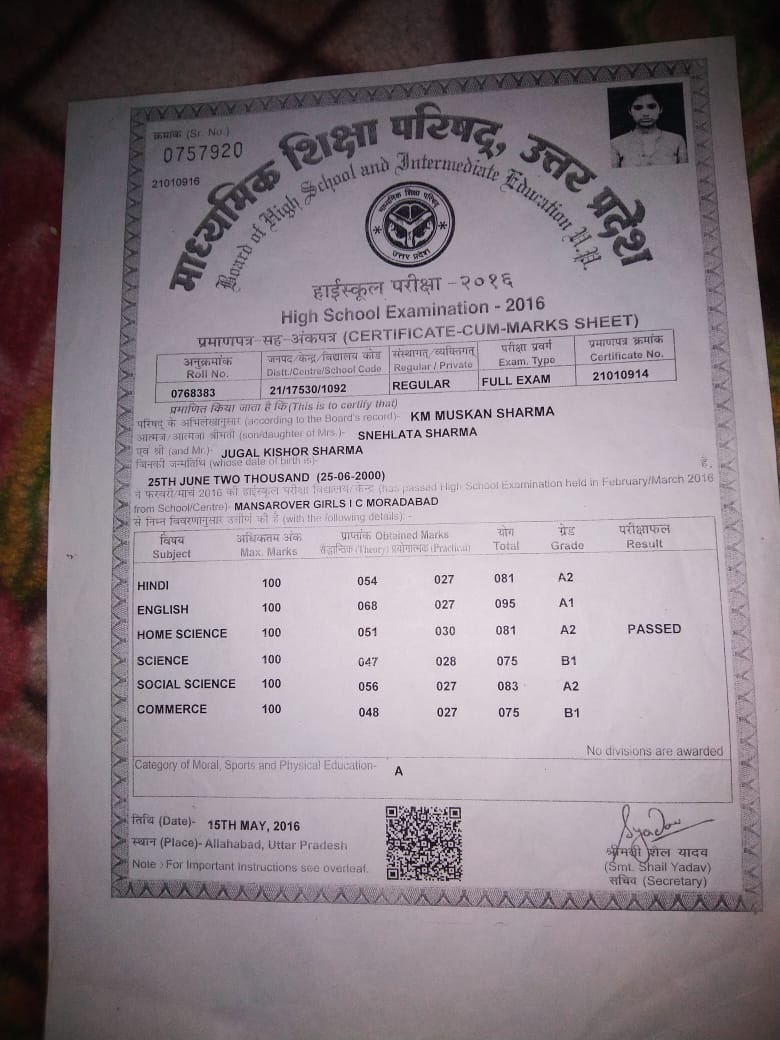 क्रमांक (Sr. No.)
0757920
21010916
माध्यमिक शिक्षा परिषद्, उत्तर प्रदेश
Board of High School and Intermediate Education U.P.
माध्यमिक शिक्षा परिषद्
उत्तर प्रदेश
हाईस्कूल परीक्षा -२०१६
High School Examination - 2016
प्रमाणपत्र-सह-अंकपत्र (CERTIFICATE-CUM-MARKS SHEET)
अनुक्रमांक जनपद/केन्द्र/विद्यालय कोड संस्थागत/व्यक्तिगत परीक्षा प्रवर्ग प्रमाणपत्र क्रमांक
Roll No. Distt./Centre/School Code Regular / Private Exam. Type Certificate No.
0768383 21/17530/1092 REGULAR FULL EXAM 21010914
प्रमाणित किया जाता है कि(This is to certify that)
परिषद् के अभिलेखानुसार (according to the Board's record)- KM MUSKAN SHARMA
आत्मज/आत्मजा श्रीमती (son/daughter of Mrs.)- SNEHLATA SHARMA
एवं श्री (and Mr.)- JUGAL KISHOR SHARMA
जिनकी जन्मतिथि (whose date of birth is)-
25TH JUNE TWO THOUSAND (25-06-2000) है,
ने फरवरी/मार्च 2016 की हाईस्कूल परीक्षा विद्यालय/केन्द्र (has passed High School Examination held in February/March 2016
from School/Centre)- MANSAROVER GIRLS I C MORADABAD
से निम्न विवरणानुसार उत्तीर्ण की है (with the following details): -
विषय अधिकतम अंक प्राप्तांक Obtained Marks योग ग्रेड परीक्षाफल
Subject Max. Marks सैद्धान्तिक (Theory) प्रयोगात्मक (Practical) Total Grade Result
HINDI 100 054 027 081 A2
ENGLISH 100 068 027 095 A1
HOME SCIENCE 100 051 030 081 A2 PASSED
SCIENCE 100 047 028 075 B1
SOCIAL SCIENCE 100 056 027 083 A2
COMMERCE 100 048 027 075 B1
No divisions are awarded
Category of Moral, Sports and Physical Education- A
तिथि (Date)- 15TH MAY, 2016
स्थान (Place)- Allahabad, Uttar Pradesh
Note : For Important Instructions see overleaf.
Syadav
श्रीमती शैल यादव
(Smt. Shail Yadav)
सचिव (Secretary)